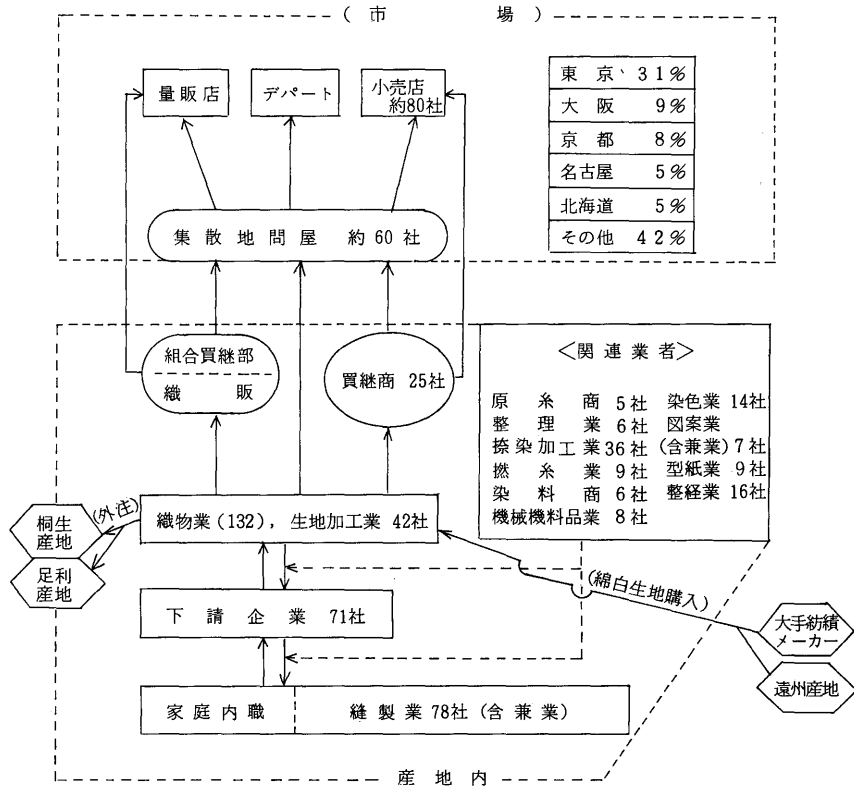 (市場)
量販店
デパート
小売店
約80社
東京 31%
大阪 9%
京都 8%
名古屋 5%
北海道 5%
その他 42%
集散地問屋 約60社
組合買継部
織販
買継商 25社
<関連業者>
原糸商 5社 染色業 14社
整理業 6社 図案業
捺染加工業 36社 (含兼業) 7社
撚糸業 9社 型紙業 9社
染料商 6社 整経業 16社
機械機料品業 8社
桐生
産地
(外注)
足利
産地
織物業(132), 生地加工業 42社
(綿白生地購入)
下請企業 71社
大手紡績
メーカー
遠州産地
家庭内職
縫製業 78社 (含兼業)
産地内